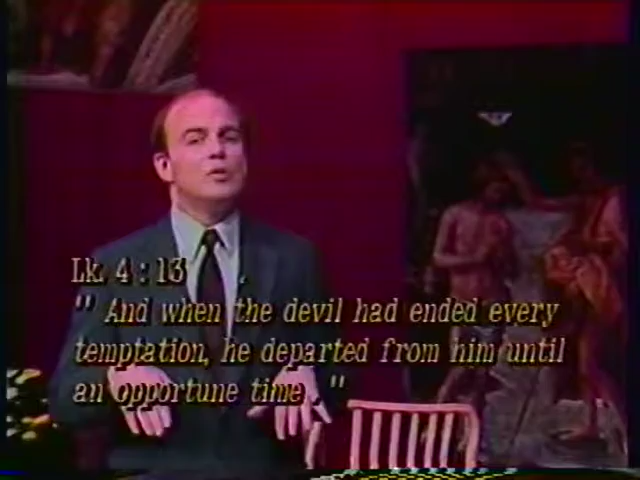 Lk. 4:13
" And when the devil had ended every
temptation, he departed from him until
an opportune time. "